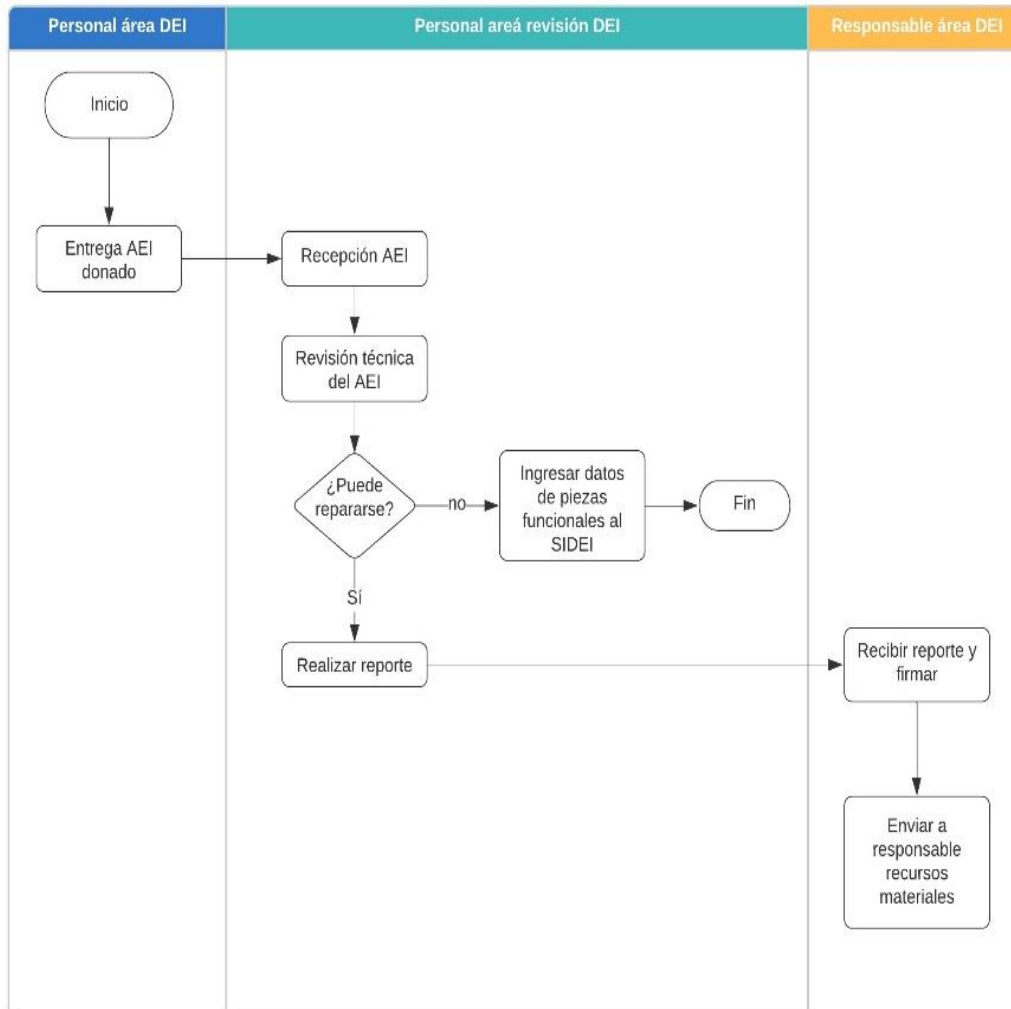 Personal área DEI
Personal areá revisión DEI
Responsable área DEI
Inicio
Entrega AEI
donado
Recepción AEI
Revisión técnica
del AEI
¿Puede
repararse?
no
Ingresar datos
de piezas
funcionales al
SIDEI
Fin
Sí
Realizar reporte
Recibir reporte y
firmar
Enviar a
responsable
recursos
materiales